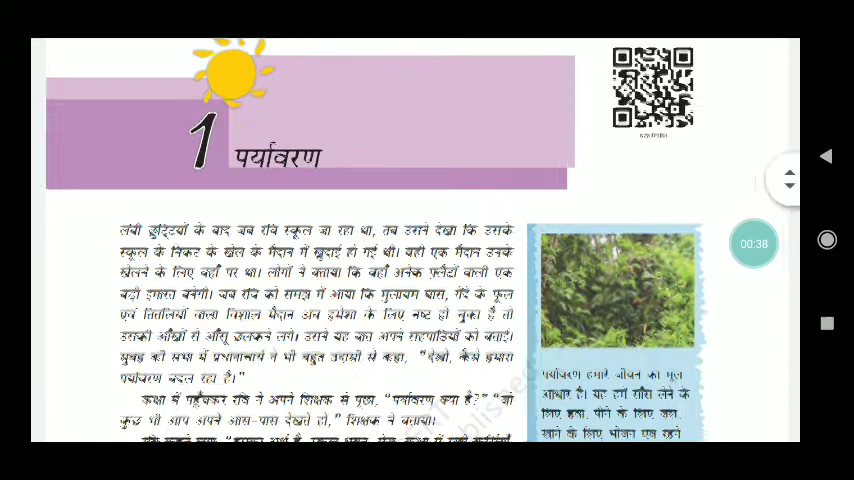 1 पर्यावरण
लंबी छुट्टियों के बाद जब रवि स्कूल जा रहा था, तब उसने देखा कि उसके
स्कूल के निकट के खेल के मैदान में खुदाई हो गई थी। वही एक मैदान उनके
खेलने के लिए वहाँ पर था। लोगों ने बताया कि वहाँ अनेक फ़्लैटों वाली एक
बड़ी इमारत बनेगी। जब रवि को समझ में आया कि मुलायम घास, गेंदे के फूल
एवं तितलियों वाला विशाल मैदान अब हमेशा के लिए नष्ट हो चुका है तो
उसकी आँखों से आँसू छलकने लगे। उसने यह बात अपने सहपाठियों को बताई।
सुबह की सभा में प्रधानाचार्य ने भी बहुत उदासी से कहा, "देखो, कैसे हमारा
पर्यावरण बदल रहा है।"
कक्षा में पहुँचकर रवि ने अपने शिक्षक से पूछा, "पर्यावरण क्या है?" "जो
कुछ भी आप अपने आस-पास देखते हो," शिक्षक ने बताया।
पर्यावरण हमारे जीवन का मूल
आधार है। यह हमें साँस लेने के
लिए हवा, पीने के लिए जल,
खाने के लिए भोजन एवं रहने
00:38